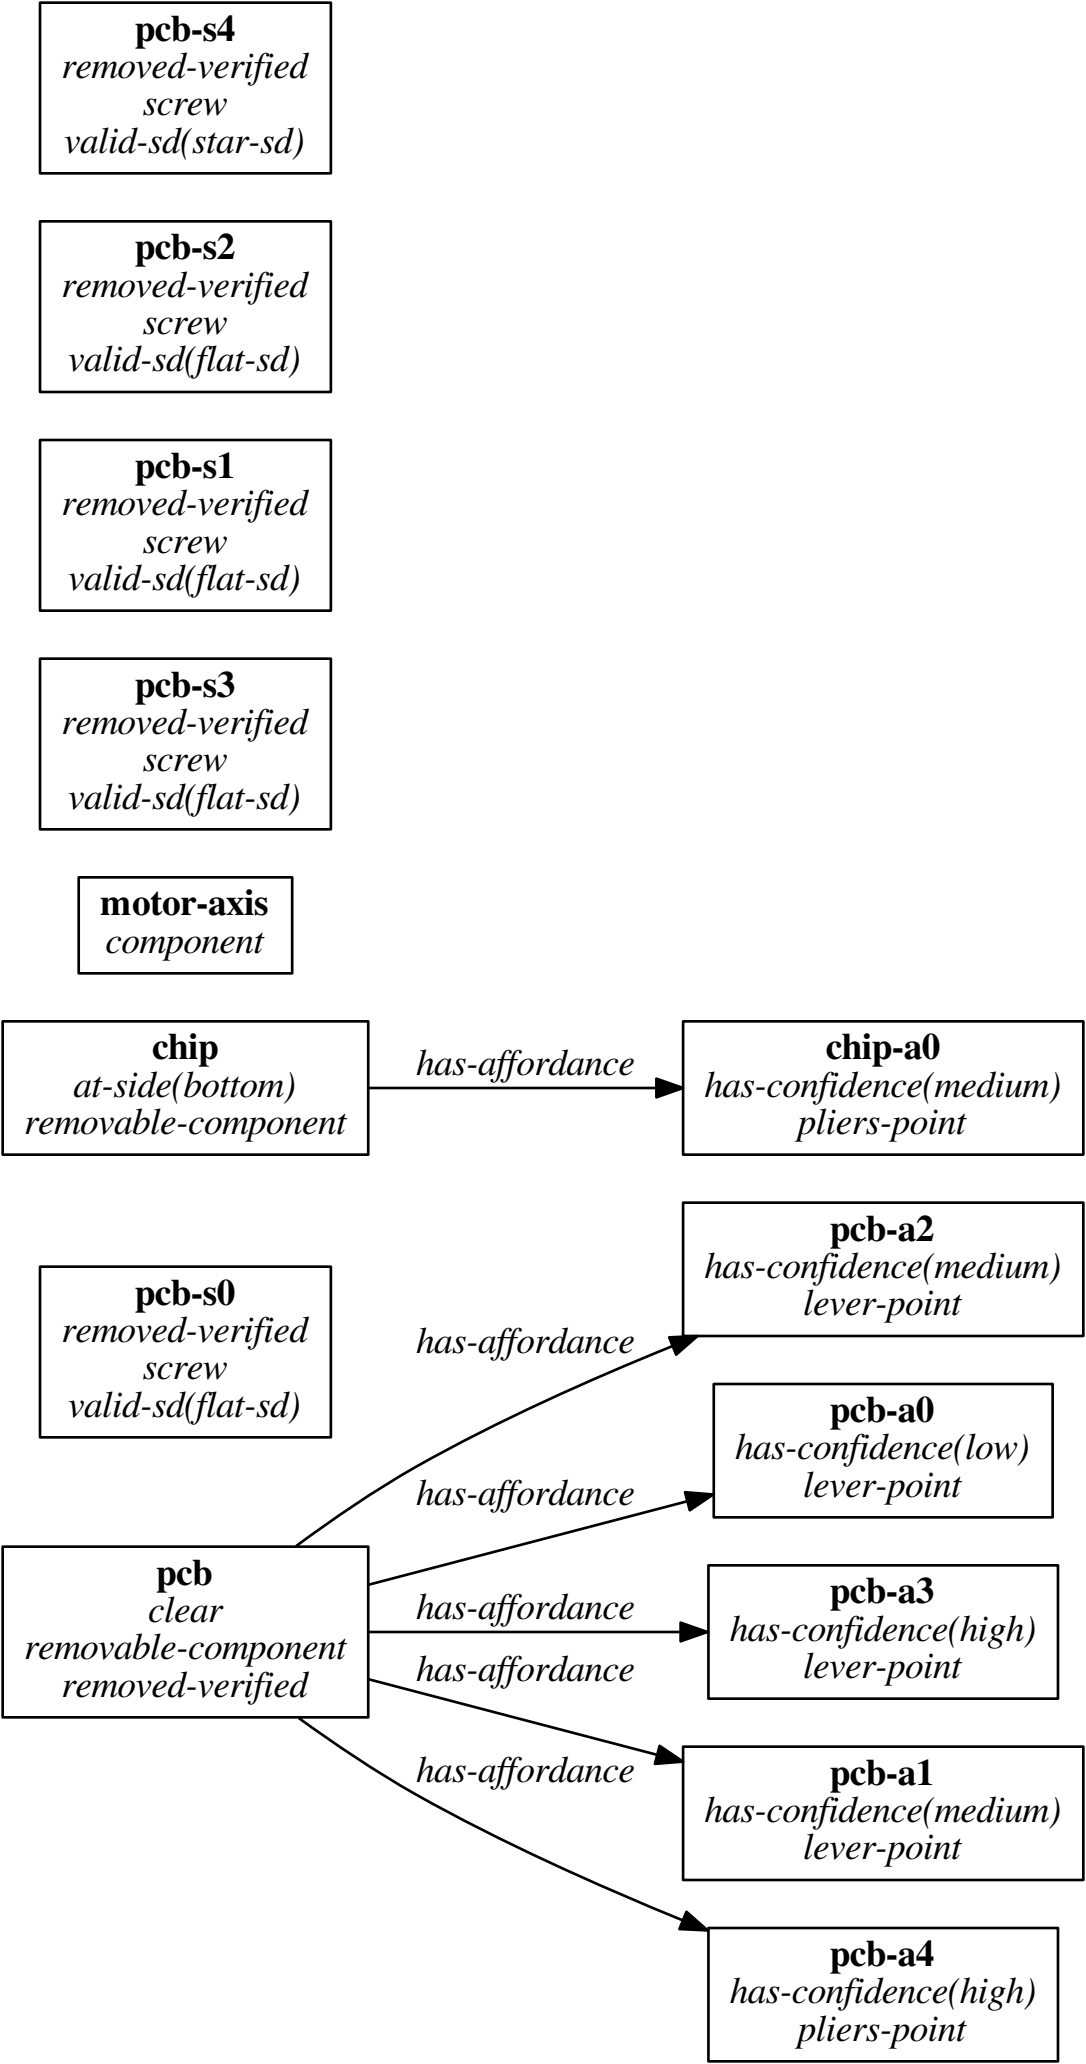 pcb-s4
removed-verified
screw
valid-sd(star-sd)
pcb-s2
removed-verified
screw
valid-sd(flat-sd)
pcb-s1
removed-verified
screw
valid-sd(flat-sd)
pcb-s3
removed-verified
screw
valid-sd(flat-sd)
motor-axis
component
chip
at-side(bottom)
removable-component
has-affordance
chip-a0
has-confidence(medium)
pliers-point
pcb-s0
removed-verified
screw
valid-sd(flat-sd)
pcb
clear
removable-component
removed-verified
has-affordance
pcb-a2
has-confidence(medium)
lever-point
has-affordance
pcb-a0
has-confidence(low)
lever-point
has-affordance
pcb-a3
has-confidence(high)
lever-point
has-affordance
pcb-a1
has-confidence(medium)
lever-point
has-affordance
pcb-a4
has-confidence(high)
pliers-point